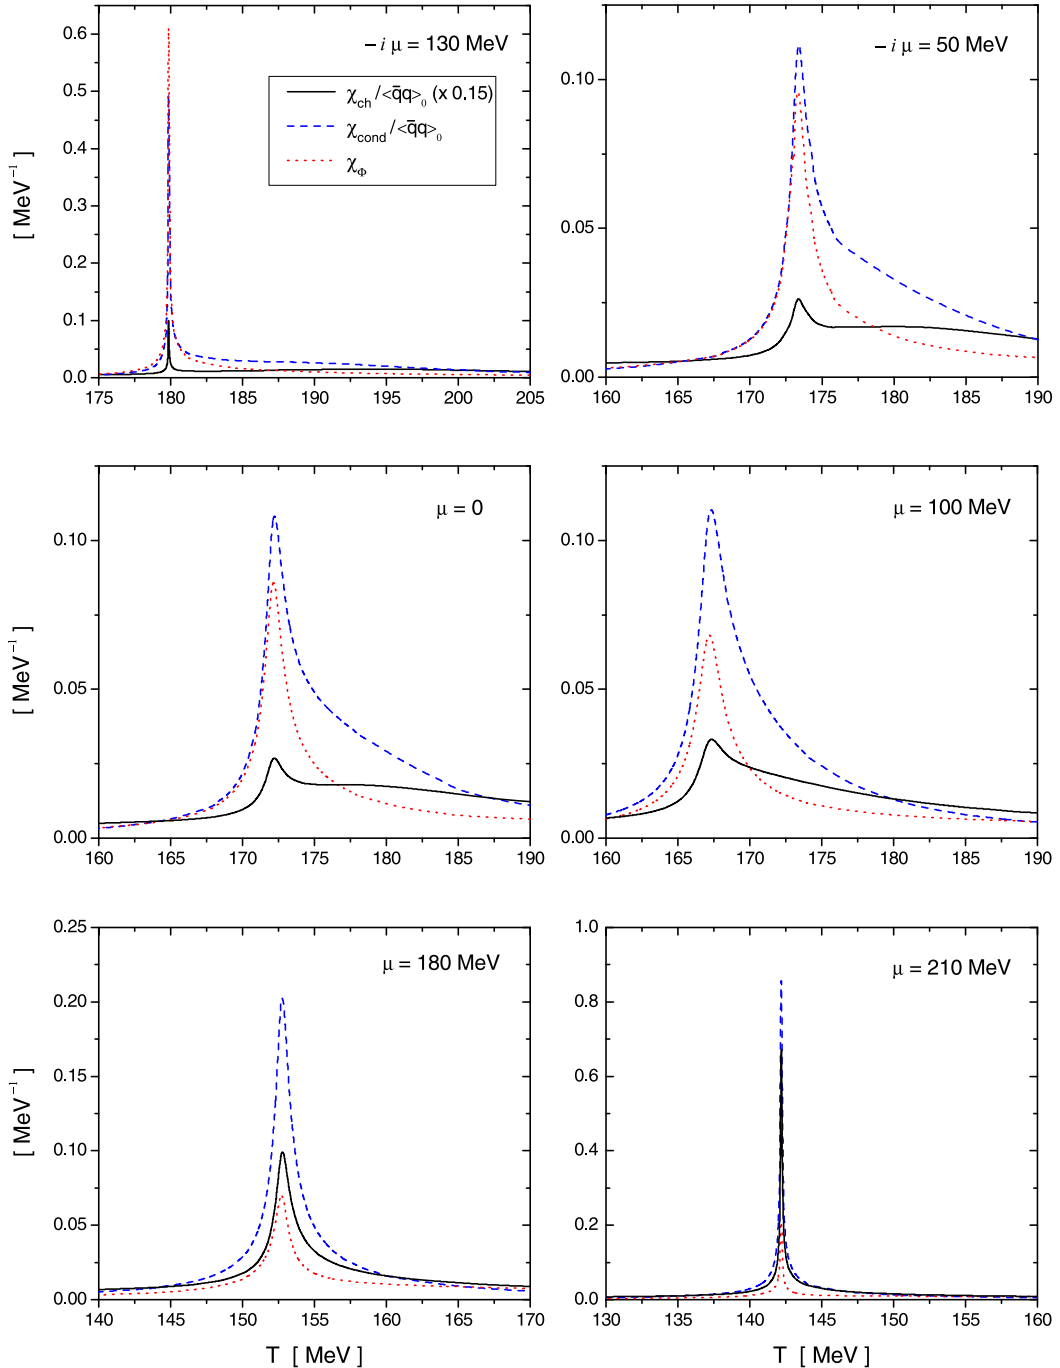 − i μ = 130 MeV
χch / <q̄q>0 (x 0.15)
χcond / <q̄q>0
χΦ
[ MeV⁻¹ ]
0.6
0.5
0.4
0.3
0.2
0.1
0.0
175 180 185 190 195 200 205
− i μ = 50 MeV
0.10
0.05
0.00
160 165 170 175 180 185 190
μ = 0
[ MeV⁻¹ ]
0.10
0.05
0.00
160 165 170 175 180 185 190
μ = 100 MeV
0.10
0.05
0.00
160 165 170 175 180 185 190
μ = 180 MeV
[ MeV⁻¹ ]
0.25
0.20
0.15
0.10
0.05
0.00
140 145 150 155 160 165 170
T [ MeV ]
μ = 210 MeV
1.0
0.8
0.6
0.4
0.2
0.0
130 135 140 145 150 155 160
T [ MeV ]